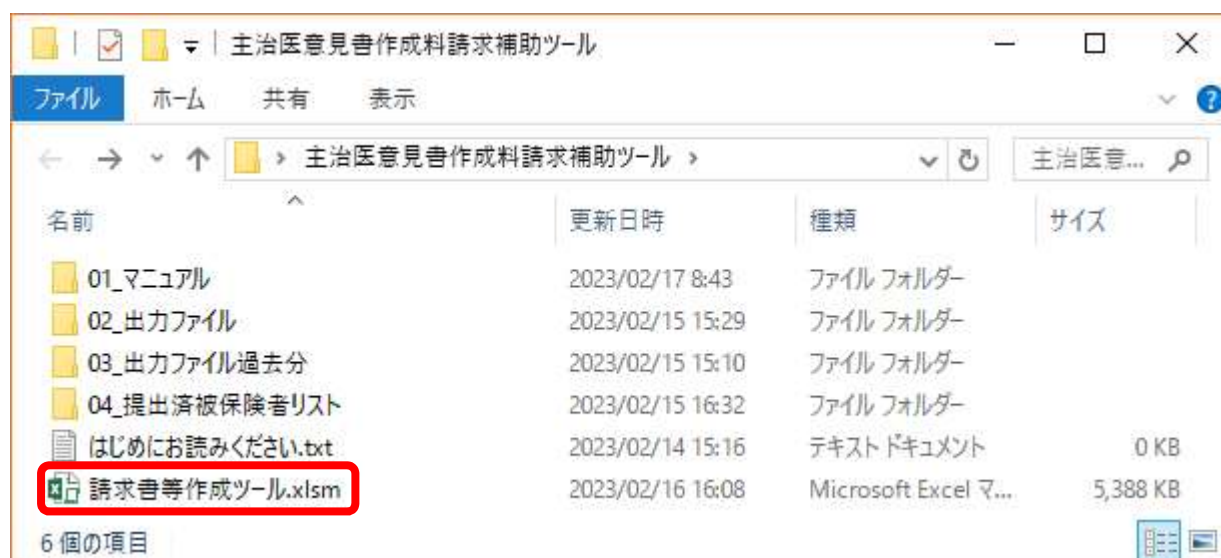 主治医意見書作成料請求補助ツール
ファイル ホーム 共有 表示
主治医意見書作成料請求補助ツール 主治医意...
名前 更新日時 種類 サイズ
01_マニュアル 2023/02/17 8:43 ファイル フォルダー
02_出力ファイル 2023/02/15 15:29 ファイル フォルダー
03_出力ファイル過去分 2023/02/15 15:10 ファイル フォルダー
04_提出済被保険者リスト 2023/02/15 16:32 ファイル フォルダー
はじめにお読みください.txt 2023/02/14 15:16 テキスト ドキュメント 0 KB
請求書等作成ツール.xlsm 2023/02/16 16:08 Microsoft Excel マ... 5,388 KB
6 個の項目